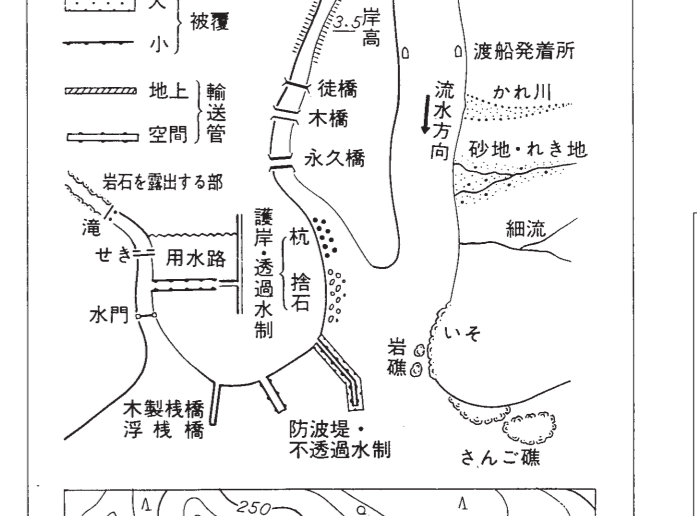 被覆
小
地上
空間
輸送管
岩石を露出する部
滝
せき
用水路
水門
木製桟橋
浮桟橋
護岸・透過水制
杭
捨石
防波堤・
不透過水制
3.5
岸高
徒橋
木橋
永久橋
渡船発着所
流水方向
かれ川
砂地・れき地
細流
いそ
岩礁
さんご礁
250